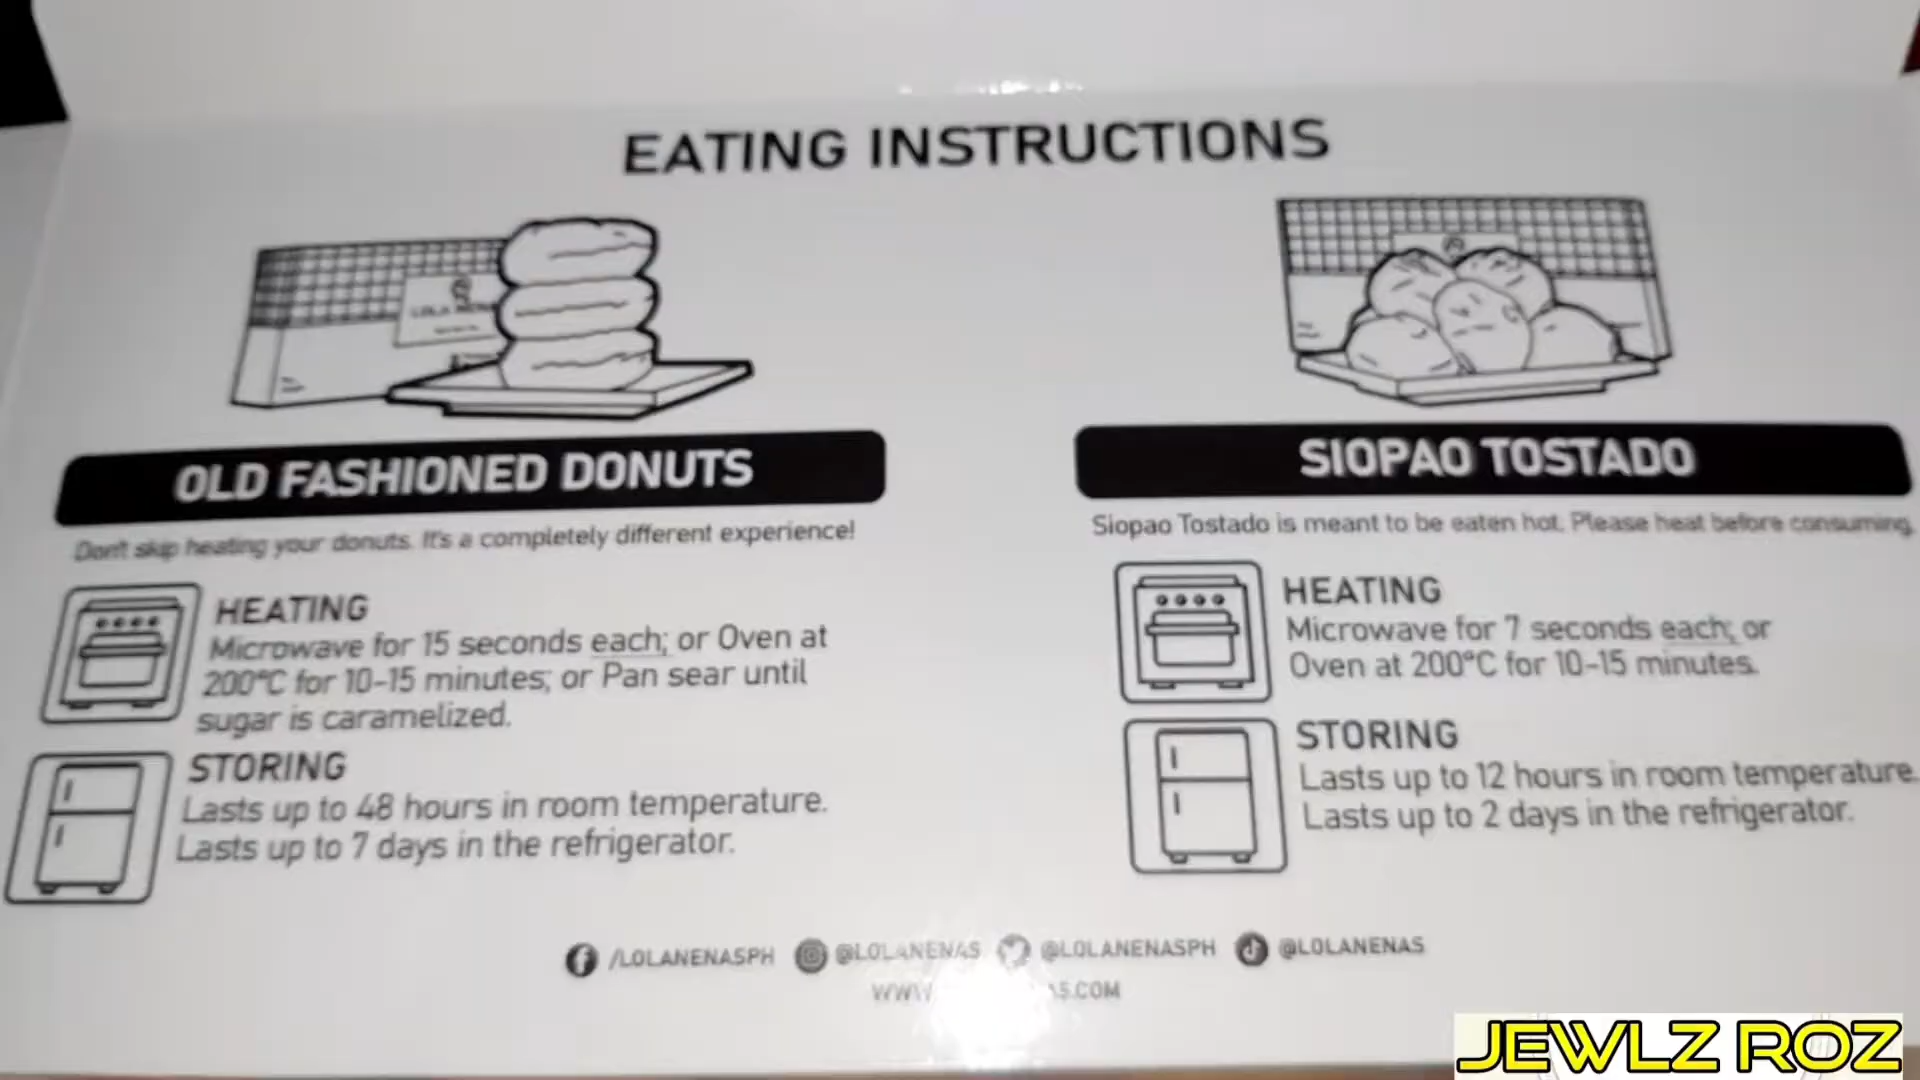 EATING INSTRUCTIONS
OLD FASHIONED DONUTS
Don't skip heating your donuts. It's a completely different experience!
HEATING
Microwave for 15 seconds each; or Oven at
200°C for 10-15 minutes; or Pan sear until
sugar is caramelized.
STORING
Lasts up to 48 hours in room temperature.
Lasts up to 7 days in the refrigerator.
SIOPAO TOSTADO
Siopao Tostado is meant to be eaten hot. Please heat before consuming.
HEATING
Microwave for 7 seconds each; or
Oven at 200°C for 10-15 minutes.
STORING
Lasts up to 12 hours in room temperature.
Lasts up to 2 days in the refrigerator.
/LOLANENASPH @LOLANENAS @LOLANENASPH @LOLANENAS
JEWLZ ROZ